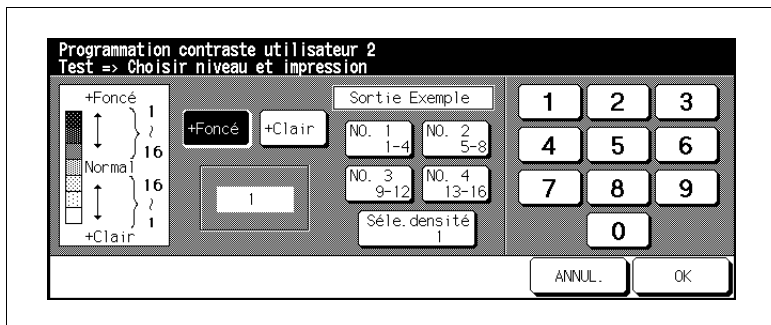 Programmation contraste utilisateur 2
Test => Choisir niveau et impression
+Foncé
1
~
16
Normal
16
~
1
+Clair
+Foncé
+Clair
1
Sortie Exemple
NO. 1
1-4
NO. 2
5-8
NO. 3
9-12
NO. 4
13-16
Séle.densité
1
1 2 3
4 5 6
7 8 9
0
ANNUL. OK